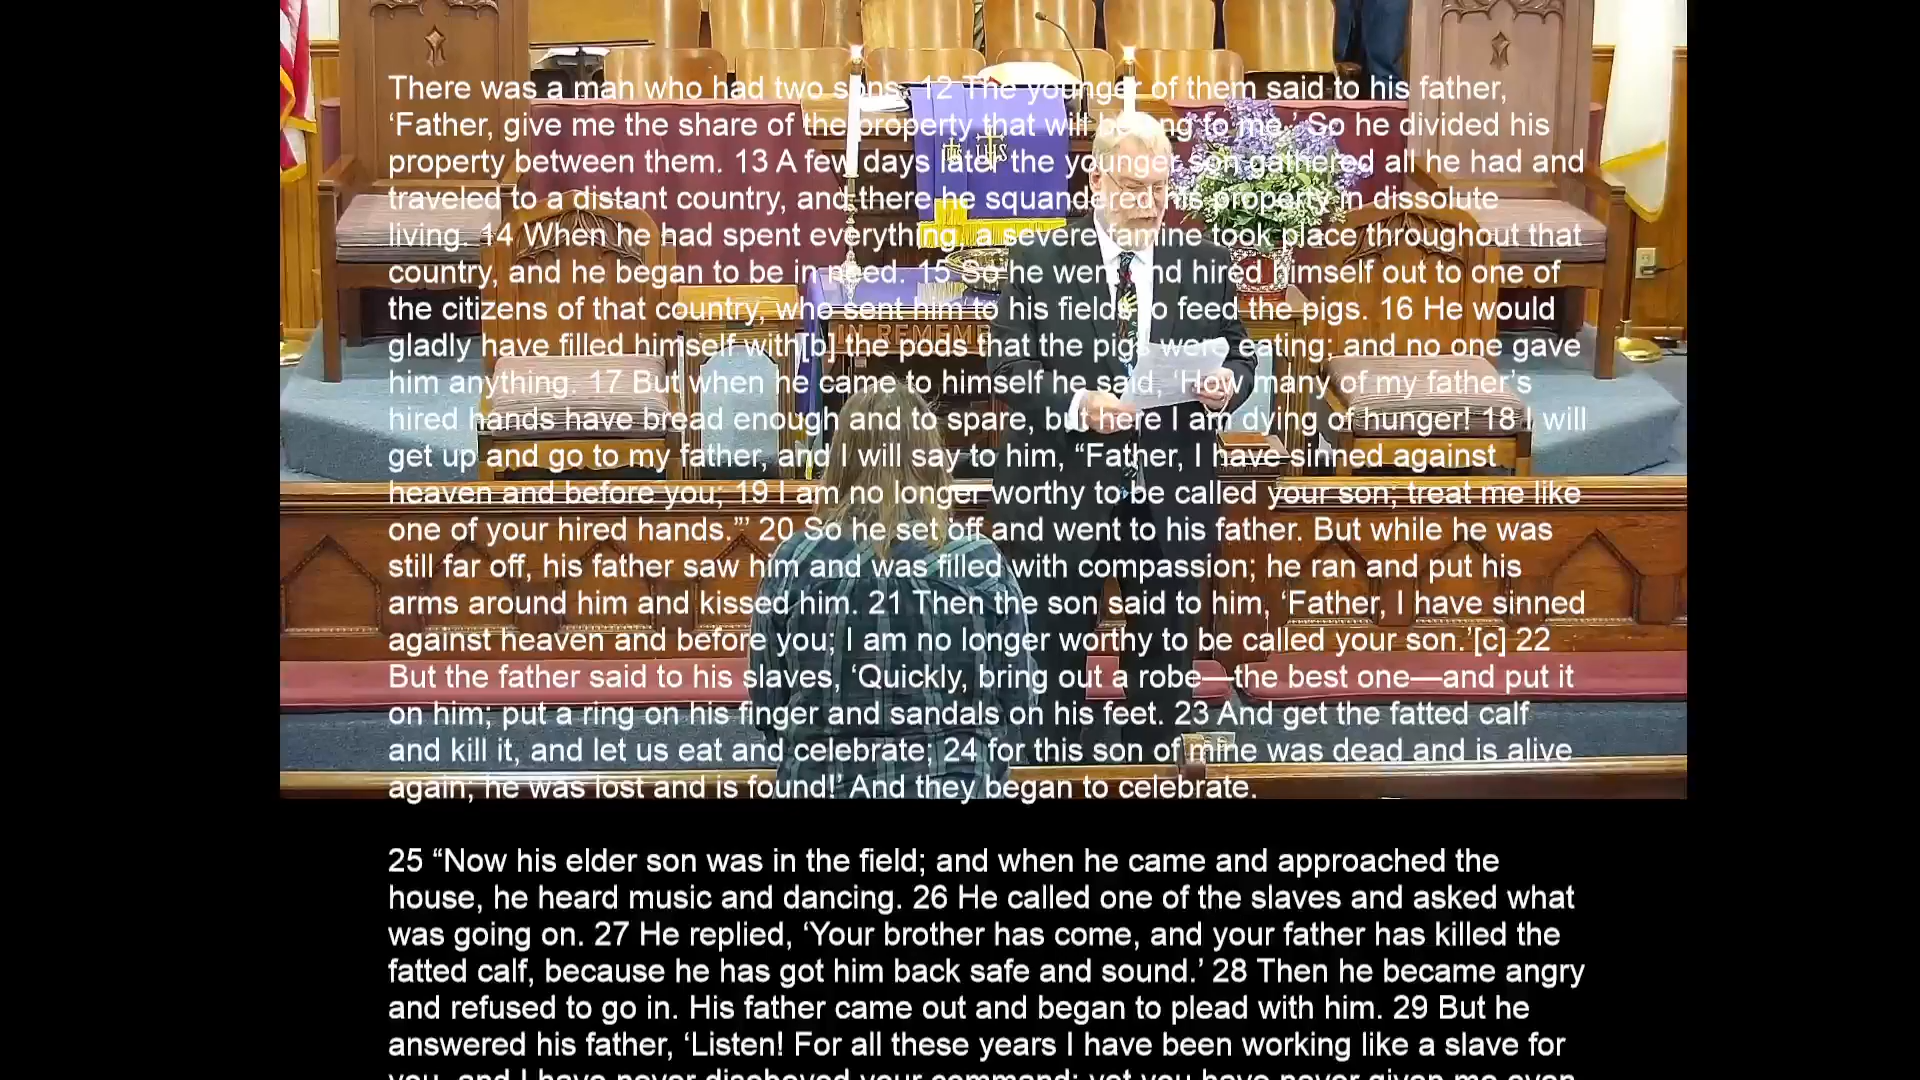 There was a man who had two sons. 12 The younger of them said to his father,
‘Father, give me the share of the property that will belong to me.’ So he divided his
property between them. 13 A few days later the younger son gathered all he had and
traveled to a distant country, and there he squandered his property in dissolute
living. 14 When he had spent everything, a severe famine took place throughout that
country, and he began to be in need. 15 So he went and hired himself out to one of
the citizens of that country, who sent him to his fields to feed the pigs. 16 He would
gladly have filled himself with[b] the pods that the pigs were eating; and no one gave
him anything. 17 But when he came to himself he said, ‘How many of my father’s
hired hands have bread enough and to spare, but here I am dying of hunger! 18 I will
get up and go to my father, and I will say to him, “Father, I have sinned against
heaven and before you; 19 I am no longer worthy to be called your son; treat me like
one of your hired hands.”’ 20 So he set off and went to his father. But while he was
still far off, his father saw him and was filled with compassion; he ran and put his
arms around him and kissed him. 21 Then the son said to him, ‘Father, I have sinned
against heaven and before you; I am no longer worthy to be called your son.’[c] 22
But the father said to his slaves, ‘Quickly, bring out a robe—the best one—and put it
on him; put a ring on his finger and sandals on his feet. 23 And get the fatted calf
and kill it, and let us eat and celebrate; 24 for this son of mine was dead and is alive
again; he was lost and is found!’ And they began to celebrate.
25 “Now his elder son was in the field; and when he came and approached the
house, he heard music and dancing. 26 He called one of the slaves and asked what
was going on. 27 He replied, ‘Your brother has come, and your father has killed the
fatted calf, because he has got him back safe and sound.’ 28 Then he became angry
and refused to go in. His father came out and began to plead with him. 29 But he
answered his father, ‘Listen! For all these years I have been working like a slave for
you, and I have never disobeyed your command; yet you have never given me even
IHS
IN REMEM